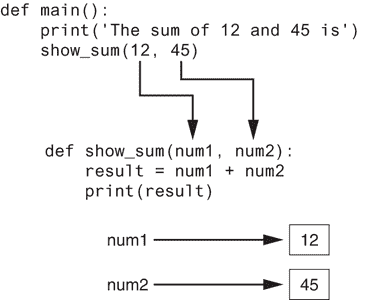 def main():
    print('The sum of 12 and 45 is')
    show_sum(12, 45)
def show_sum(num1, num2):
    result = num1 + num2
    print(result)
num1 12
num2 45